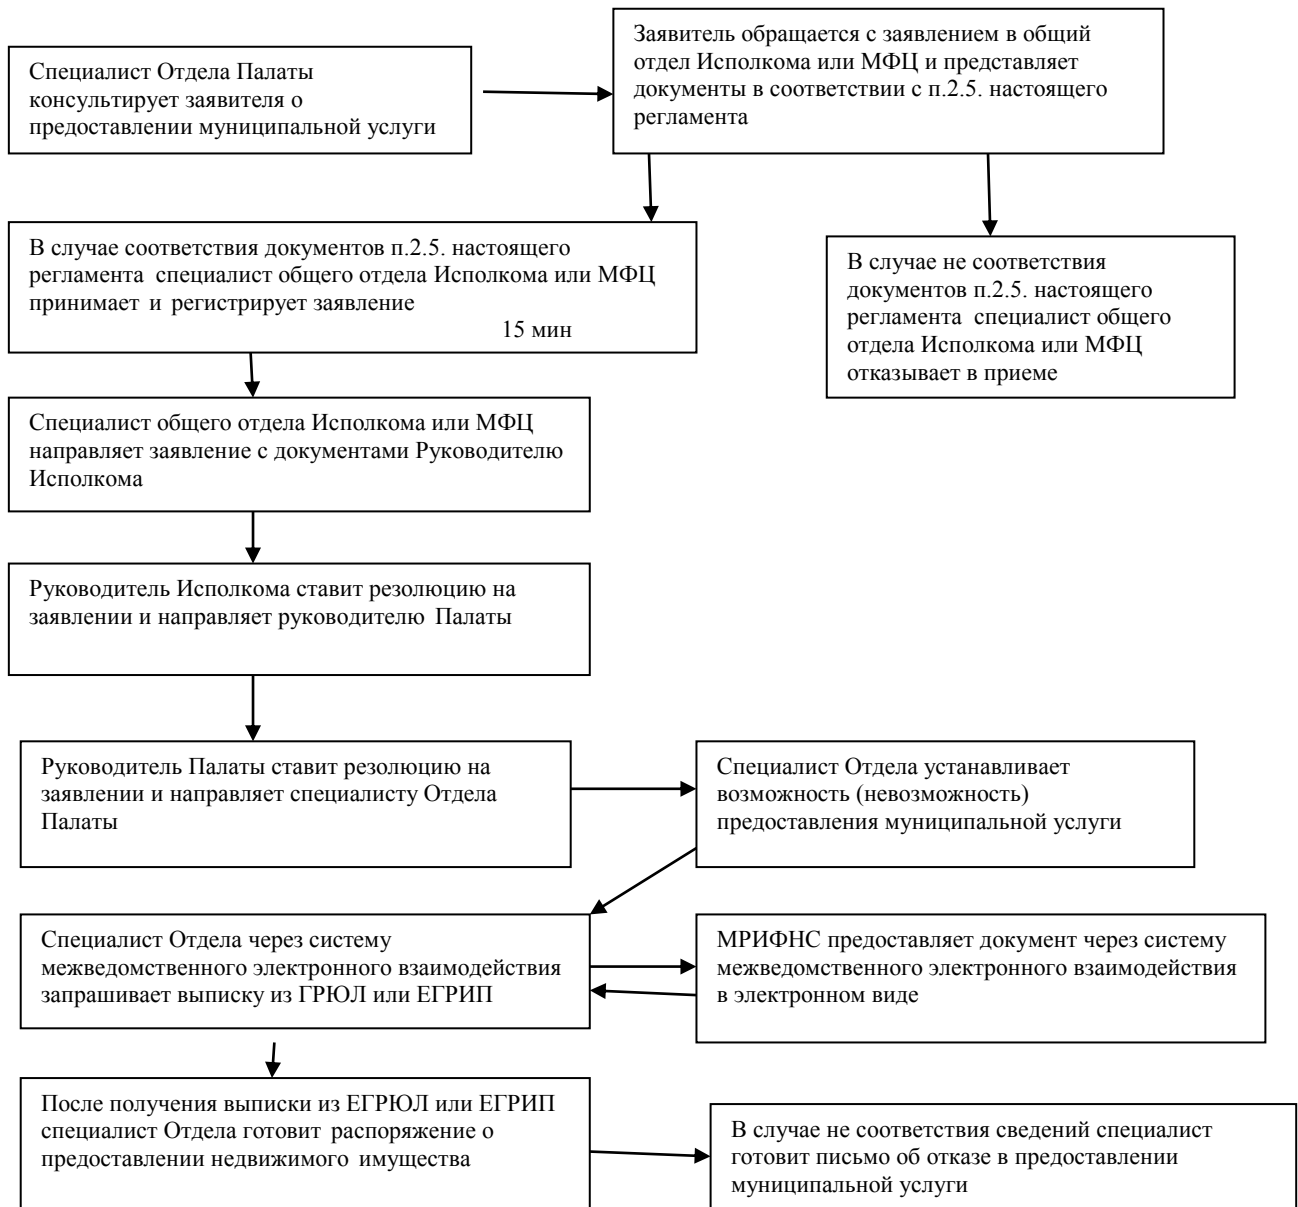 Специалист Отдела Палаты
консультирует заявителя о
предоставлении муниципальной услуги
Заявитель обращается с заявлением в общий
отдел Исполкома или МФЦ и представляет
документы в соответствии с п.2.5. настоящего
регламента
В случае соответствия документов п.2.5. настоящего
регламента специалист общего отдела Исполкома или МФЦ
принимает и регистрирует заявление
15 мин
В случае не соответствия
документов п.2.5. настоящего
регламента специалист общего
отдела Исполкома или МФЦ
отказывает в приеме
Специалист общего отдела Исполкома или МФЦ
направляет заявление с документами Руководителю
Исполкома
Руководитель Исполкома ставит резолюцию на
заявлении и направляет руководителю Палаты
Руководитель Палаты ставит резолюцию на
заявлении и направляет специалисту Отдела
Палаты
Специалист Отдела устанавливает
возможность (невозможность)
предоставления муниципальной услуги
Специалист Отдела через систему
межведомственного электронного взаимодействия
запрашивает выписку из ГРЮЛ или ЕГРИП
МРИФНС предоставляет документ через систему
межведомственного электронного взаимодействия
в электронном виде
После получения выписки из ЕГРЮЛ или ЕГРИП
специалист Отдела готовит распоряжение о
предоставлении недвижимого имущества
В случае не соответствия сведений специалист
готовит письмо об отказе в предоставлении
муниципальной услуги